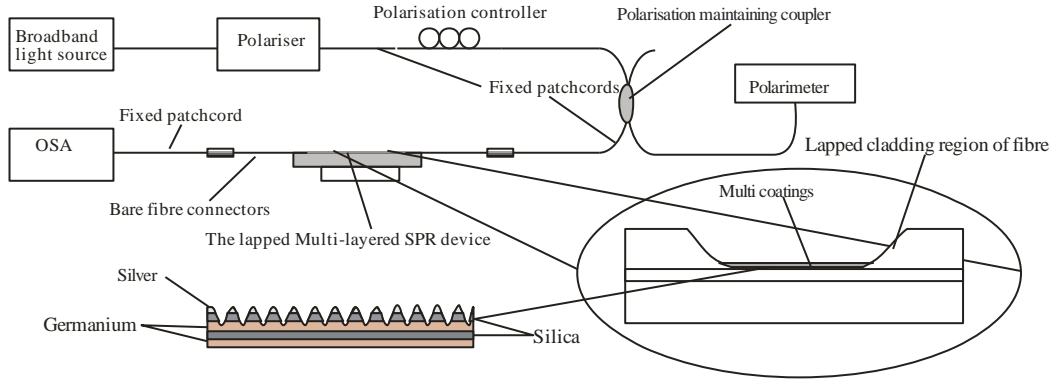 Polarisation controller
Polarisation maintaining coupler
Broadband
light source
Polariser
Fixed patchcords
Polarimeter
Fixed patchcord
OSA
Lapped cladding region of fibre
Multi coatings
Bare fibre connectors
The lapped Multi-layered SPR device
Silver
Germanium
Silica